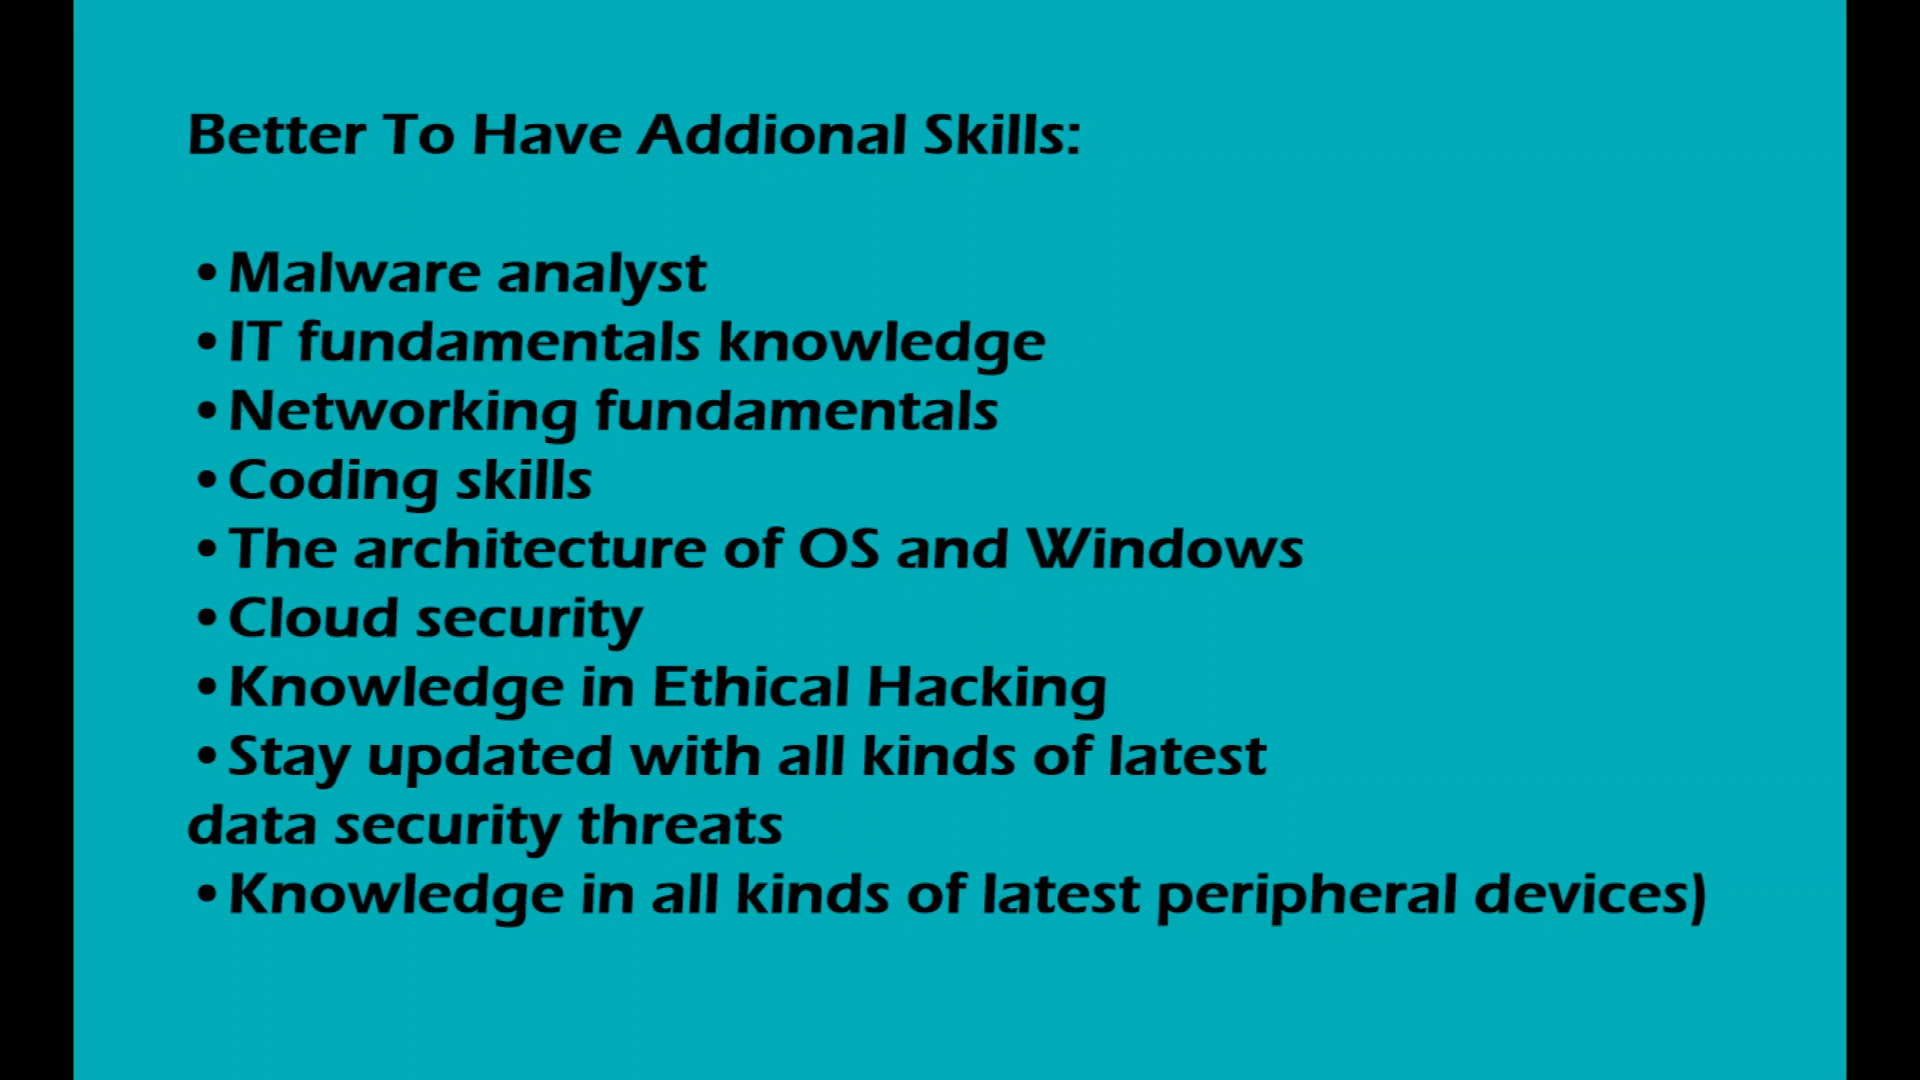 Better To Have Addional Skills:
•Malware analyst
•IT fundamentals knowledge
•Networking fundamentals
•Coding skills
•The architecture of OS and Windows
•Cloud security
•Knowledge in Ethical Hacking
•Stay updated with all kinds of latest
data security threats
•Knowledge in all kinds of latest peripheral devices)